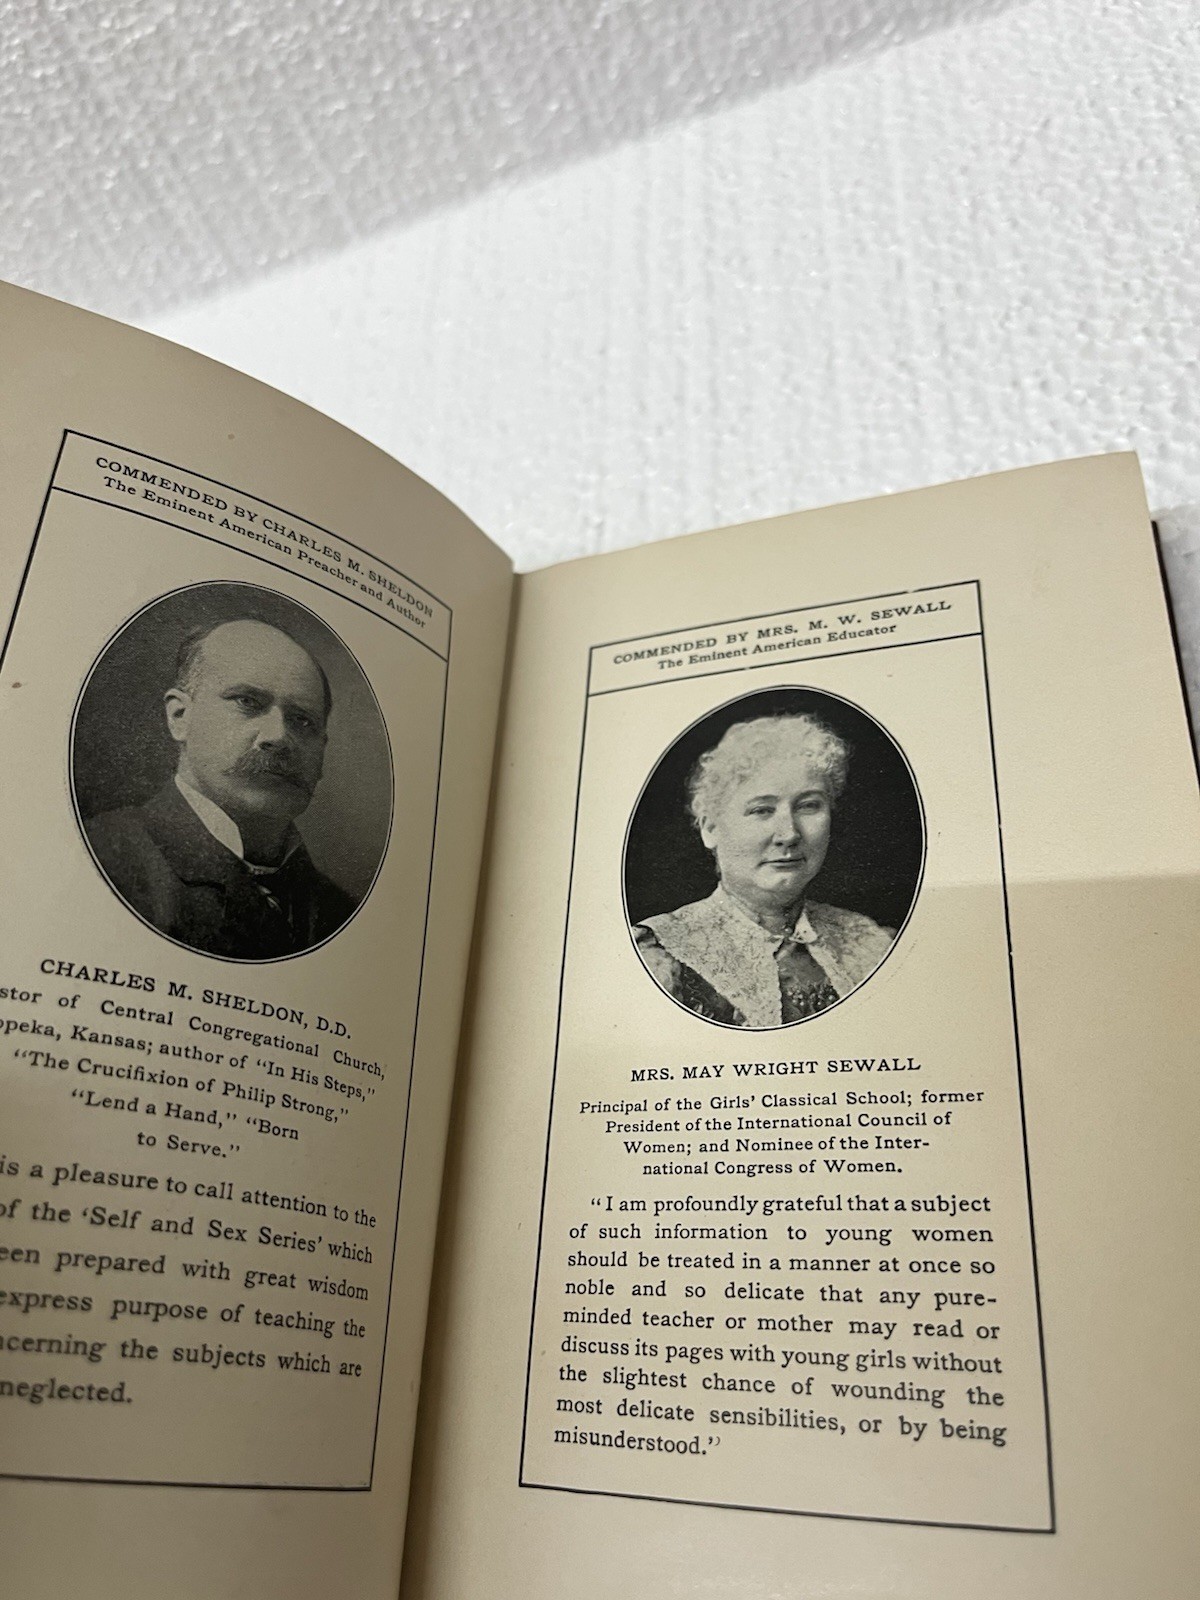 COMMENDED BY CHARLES M. SHELDON
The Eminent American Preacher and Author
CHARLES M. SHELDON, D.D.
of Central Congregational Church,
Kansas; author of "In His Steps,"
"The Crucifixion of Philip Strong,"
"Lend a Hand," "Born
to Serve."
is a pleasure to call attention to the
of the 'Self and Sex Series' which
prepared with great wisdom
express purpose of teaching the
the subjects which are
neglected.
COMMENDED BY MRS. M. W. SEWALL
The Eminent American Educator
MRS. MAY WRIGHT SEWALL
Principal of the Girls' Classical School; former
President of the International Council of
Women; and Nominee of the Inter-
national Congress of Women.
"I am profoundly grateful that a subject
of such information to young women
should be treated in a manner at once so
noble and so delicate that any pure-
minded teacher or mother may read or
discuss its pages with young girls without
the slightest chance of wounding the
most delicate sensibilities, or by being
misunderstood."